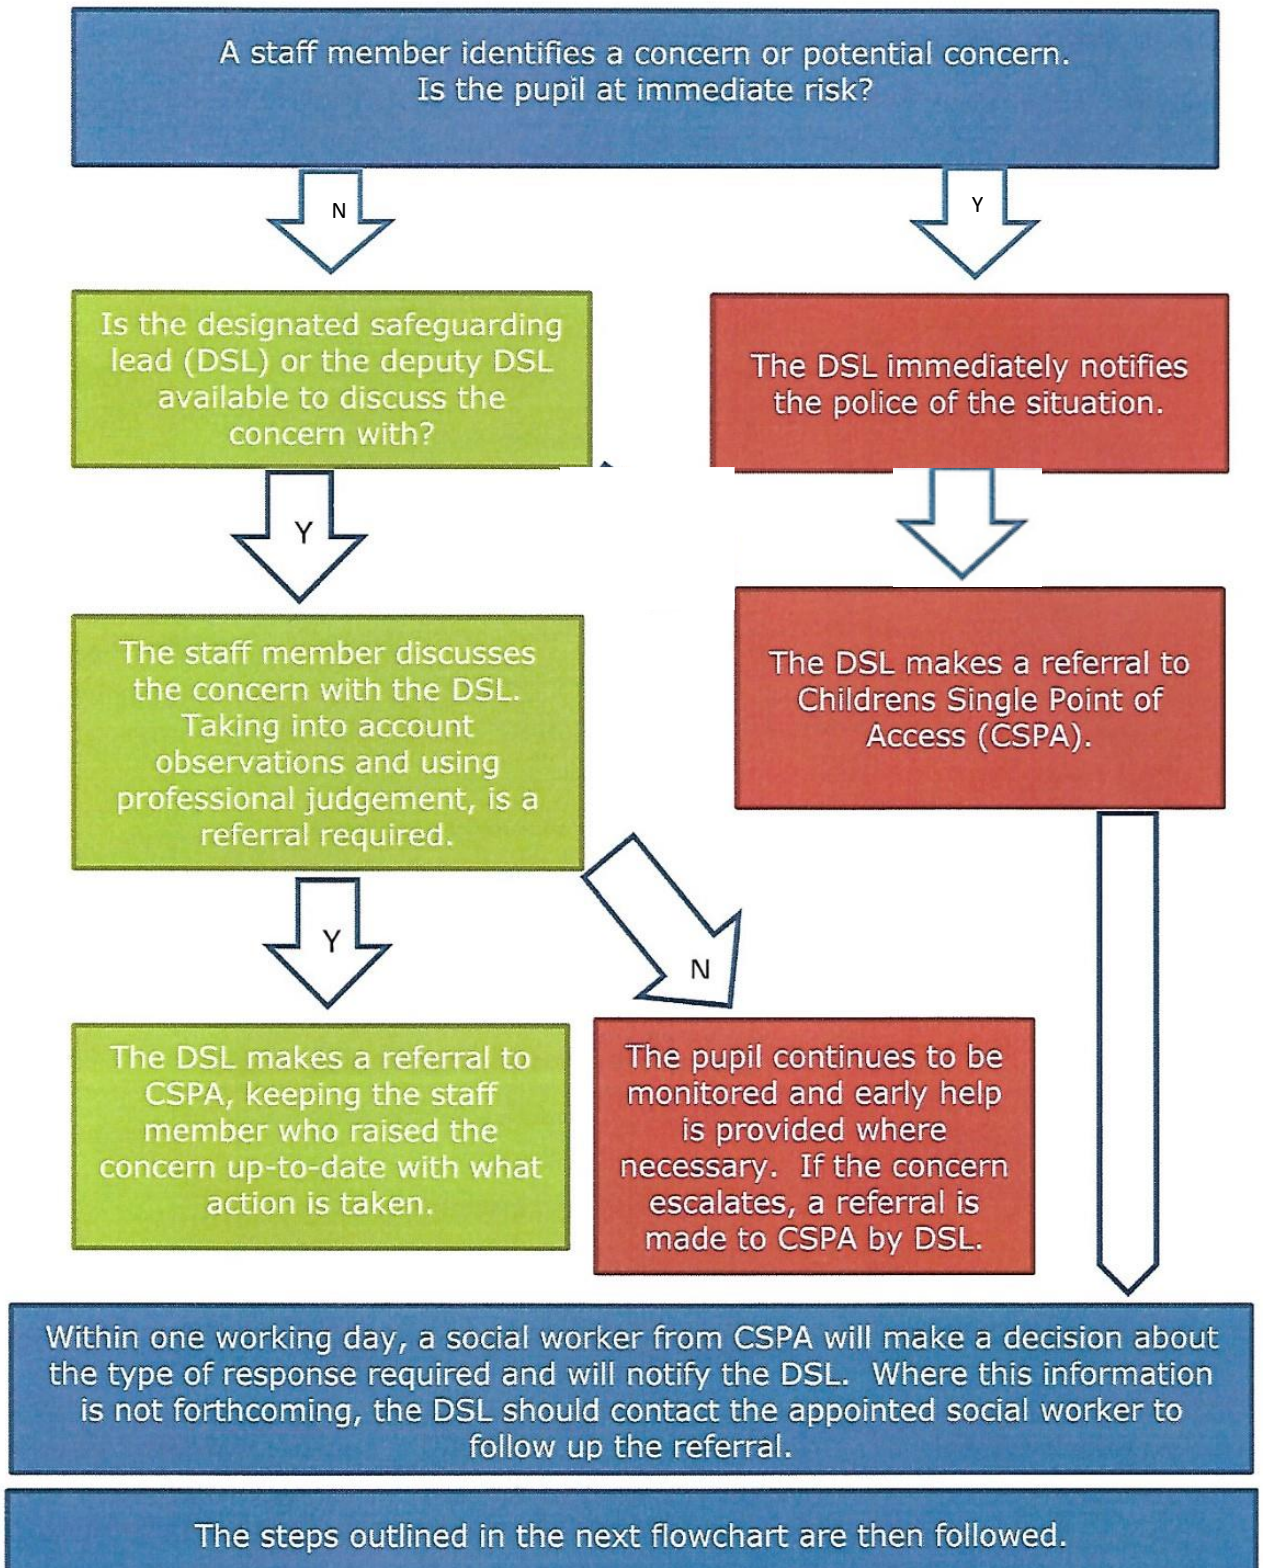 A staff member identifies a concern or potential concern.
Is the pupil at immediate risk?
N
Y
Is the designated safeguarding
lead (DSL) or the deputy DSL
available to discuss the
concern with?
The DSL immediately notifies
the police of the situation.
Y
The staff member discusses
the concern with the DSL.
Taking into account
observations and using
professional judgement, is a
referral required.
The DSL makes a referral to
Childrens Single Point of
Access (CSPA).
Y
N
The DSL makes a referral to
CSPA, keeping the staff
member who raised the
concern up-to-date with what
action is taken.
The pupil continues to be
monitored and early help
is provided where
necessary.  If the concern
escalates, a referral is
made to CSPA by DSL.
Within one working day, a social worker from CSPA will make a decision about
the type of response required and will notify the DSL.  Where this information
is not forthcoming, the DSL should contact the appointed social worker to
follow up the referral.
The steps outlined in the next flowchart are then followed.